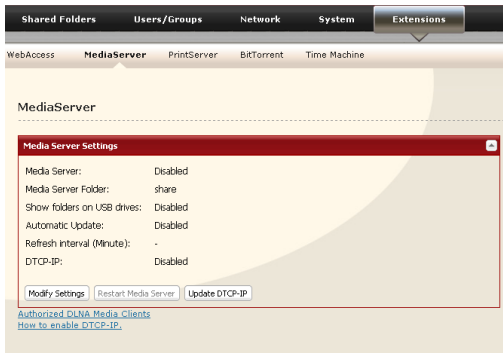 Shared Folders Users/Groups Network System Extensions
WebAccess MediaServer PrintServer BitTorrent Time Machine
MediaServer
Media Server Settings
Media Server: Disabled
Media Server Folder: share
Show folders on USB drives: Disabled
Automatic Update: Disabled
Refresh interval (Minute): -
DTCP-IP: Disabled
Modify Settings Restart Media Server Update DTCP-IP
Authorized DLNA Media Clients
How to enable DTCP-IP.